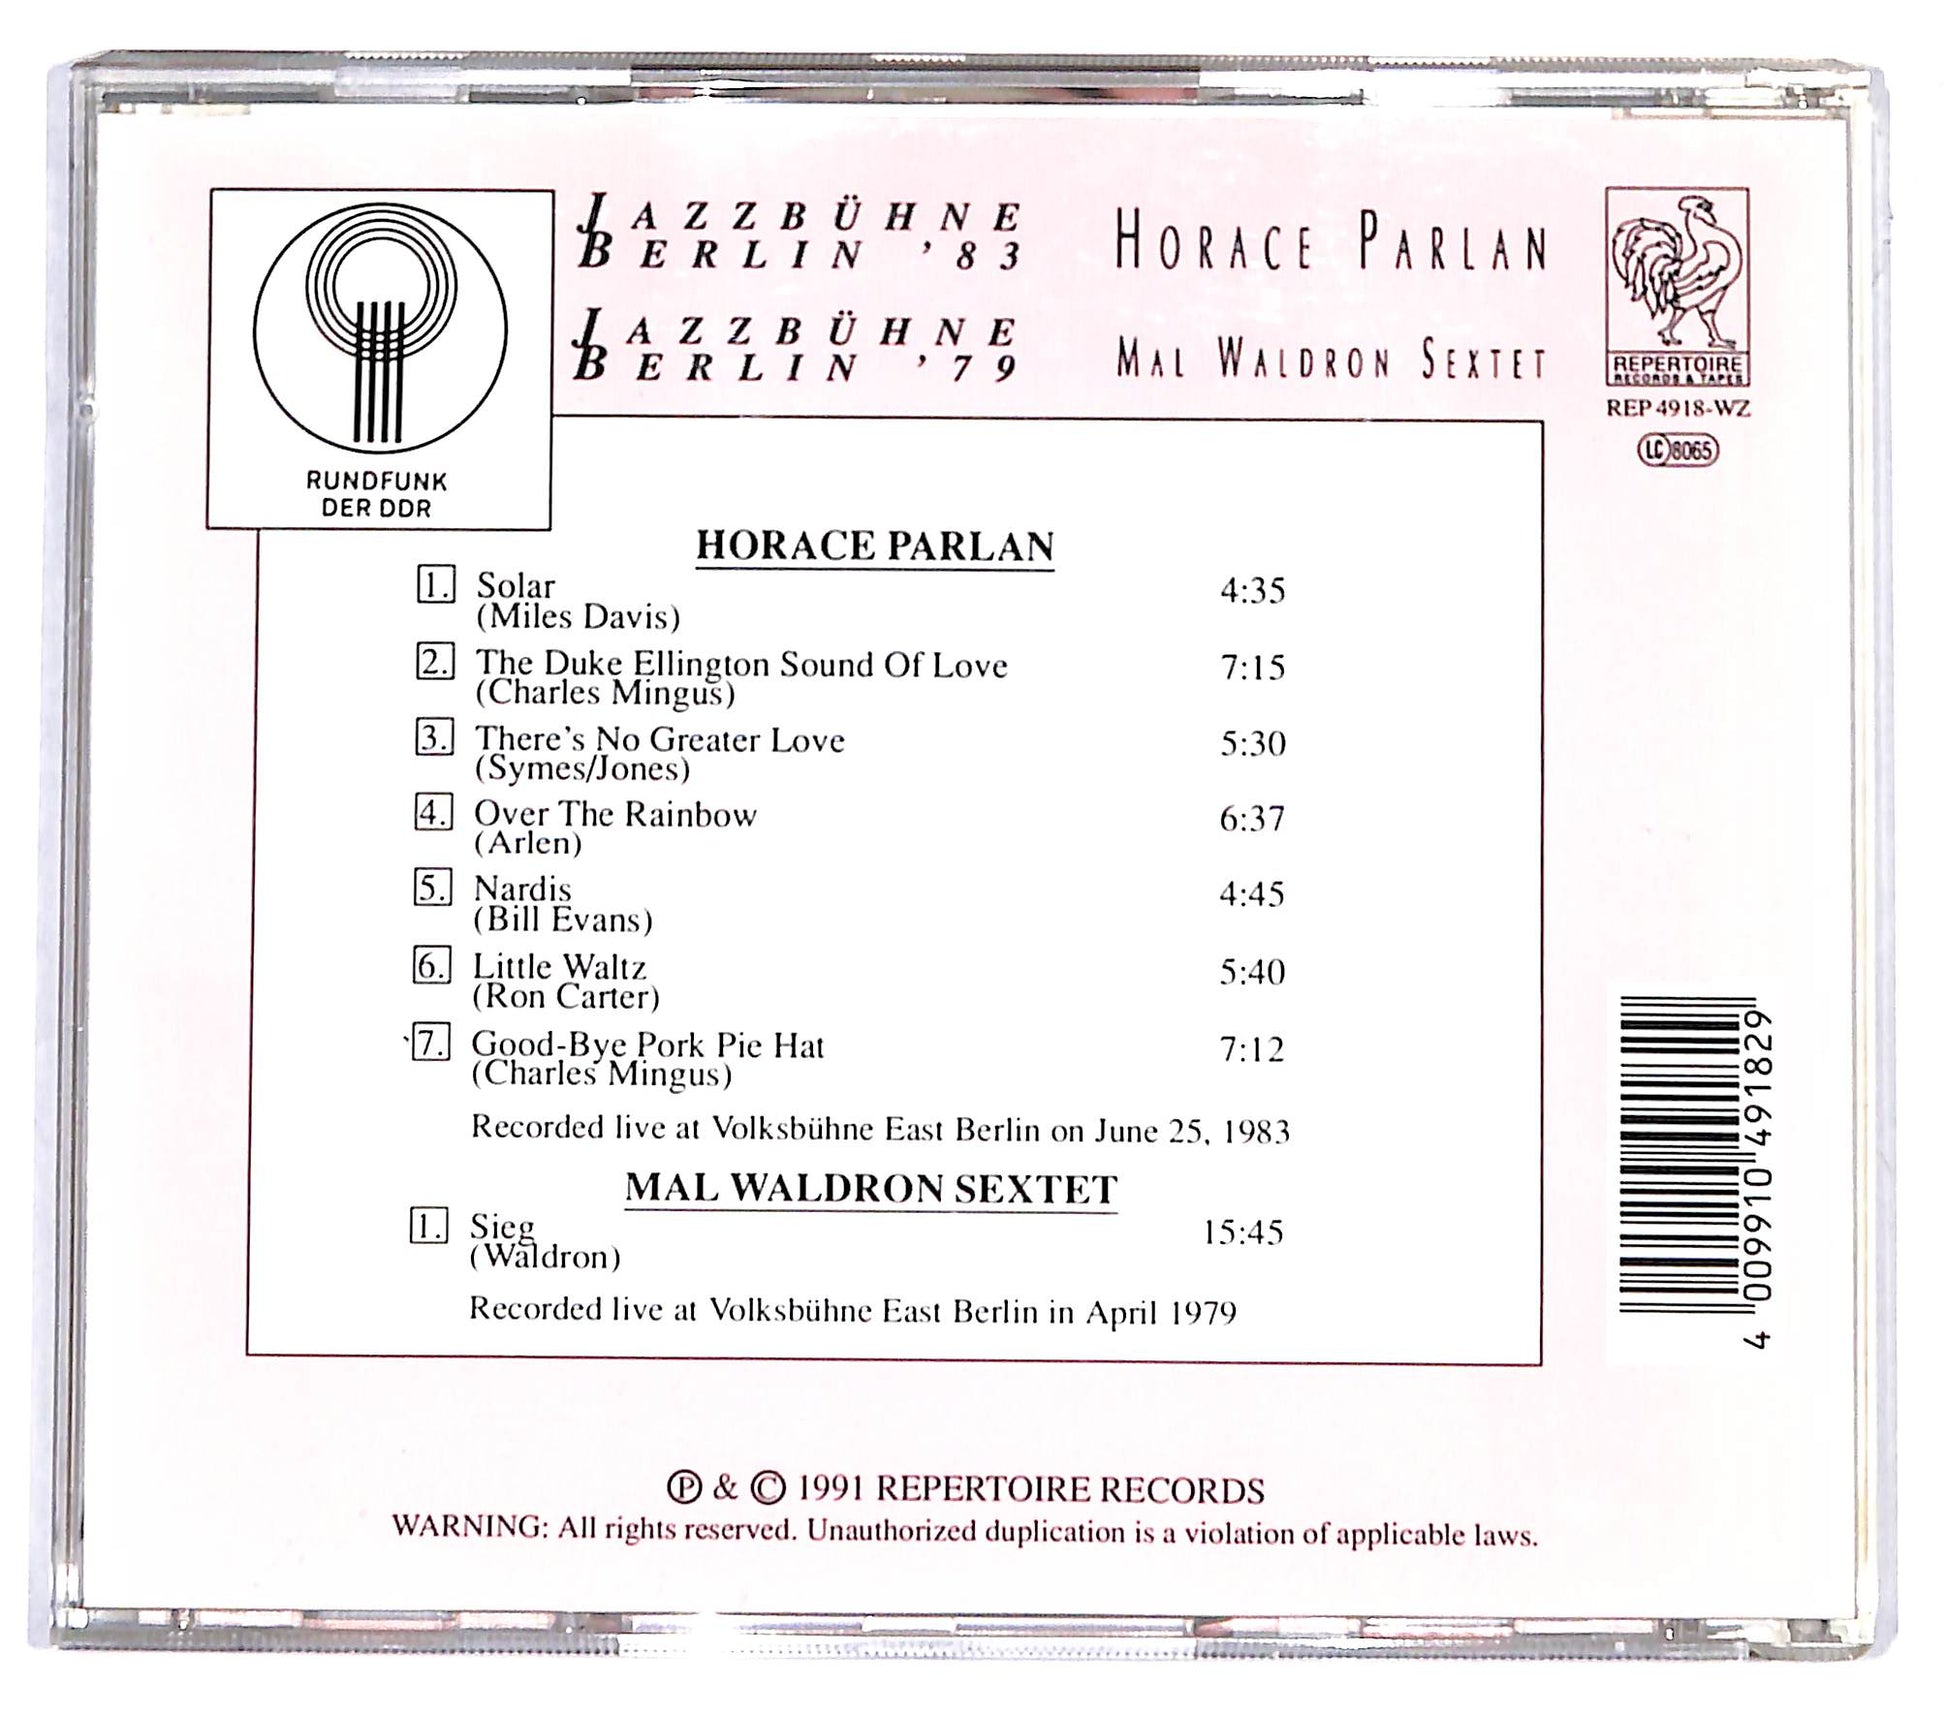 JAZZBÜHNE
BERLIN '83
HORACE PARLAN
JAZZBÜHNE
BERLIN '79
MAL WALDRON SEXTET
REPERTOIRE
RECORDS & TAPES
REP 4918-WZ
LC 8065
RUNDFUNK
DER DDR
HORACE PARLAN
1. Solar 4:35
(Miles Davis)
2. The Duke Ellington Sound Of Love 7:15
(Charles Mingus)
3. There's No Greater Love 5:30
(Symes/Jones)
4. Over The Rainbow 6:37
(Arlen)
5. Nardis 4:45
(Bill Evans)
6. Little Waltz 5:40
(Ron Carter)
7. Good-Bye Pork Pie Hat 7:12
(Charles Mingus)
Recorded live at Volksbühne East Berlin on June 25, 1983
MAL WALDRON SEXTET
1. Sieg 15:45
(Waldron)
Recorded live at Volksbühne East Berlin in April 1979
4 009910 491829
Ⓟ & © 1991 REPERTOIRE RECORDS
WARNING: All rights reserved. Unauthorized duplication is a violation of applicable laws.